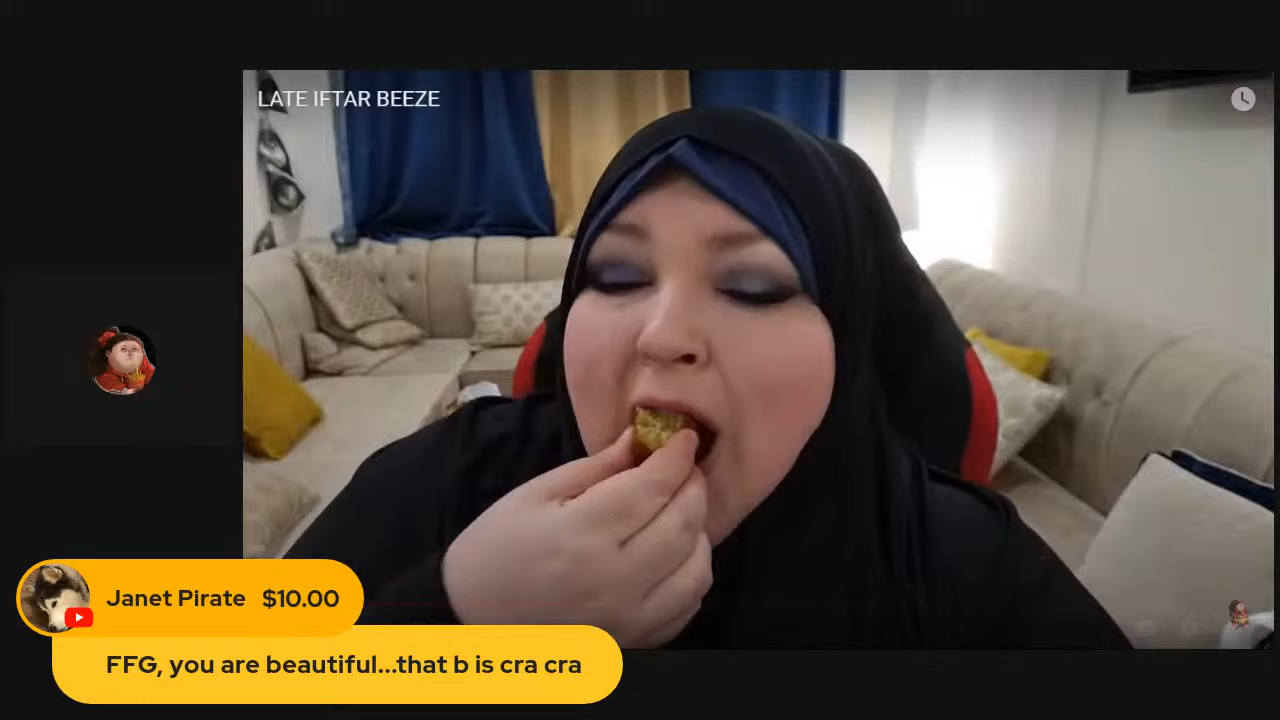 LATE IFTAR BEEZE
Janet Pirate $10.00
FFG, you are beautiful...that b is cra cra